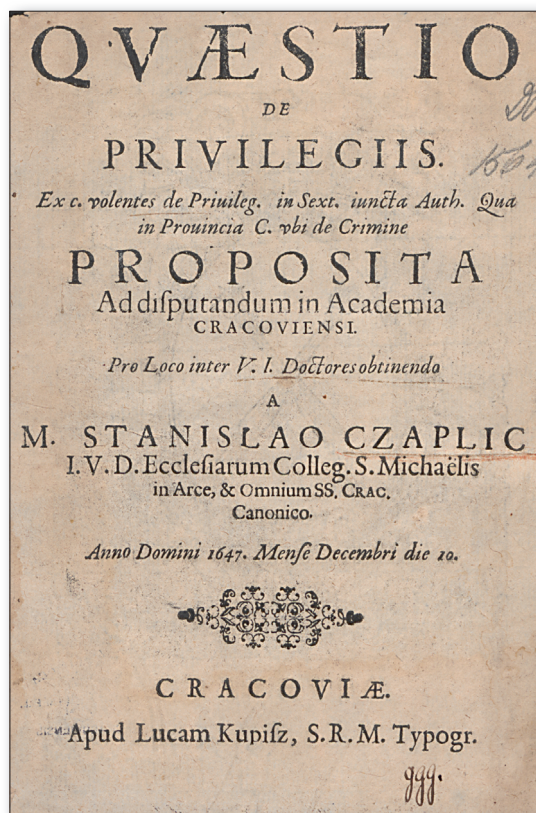 QVÆSTIO
DE
PRIVILEGIIS.
Ex c. volentes de Priuileg. in Sext. iuncta Auth. Qua
in Prouincia C. vbi de Crimine
PROPOSITA
Ad disputandum in Academia
CRACOVIENSI.
Pro Loco inter V. I. Doctores obtinendo
A
M. STANISLAO CZAPLIC
I. V. D. Ecclesiarum Colleg. S. Michaëlis
in Arce, & Omnium SS. CRAC.
Canonico.
Anno Domini 1647. Mense Decembri die 10.
CRACOVIÆ.
Apud Lucam Kupisz, S. R. M. Typogr.
ggg.